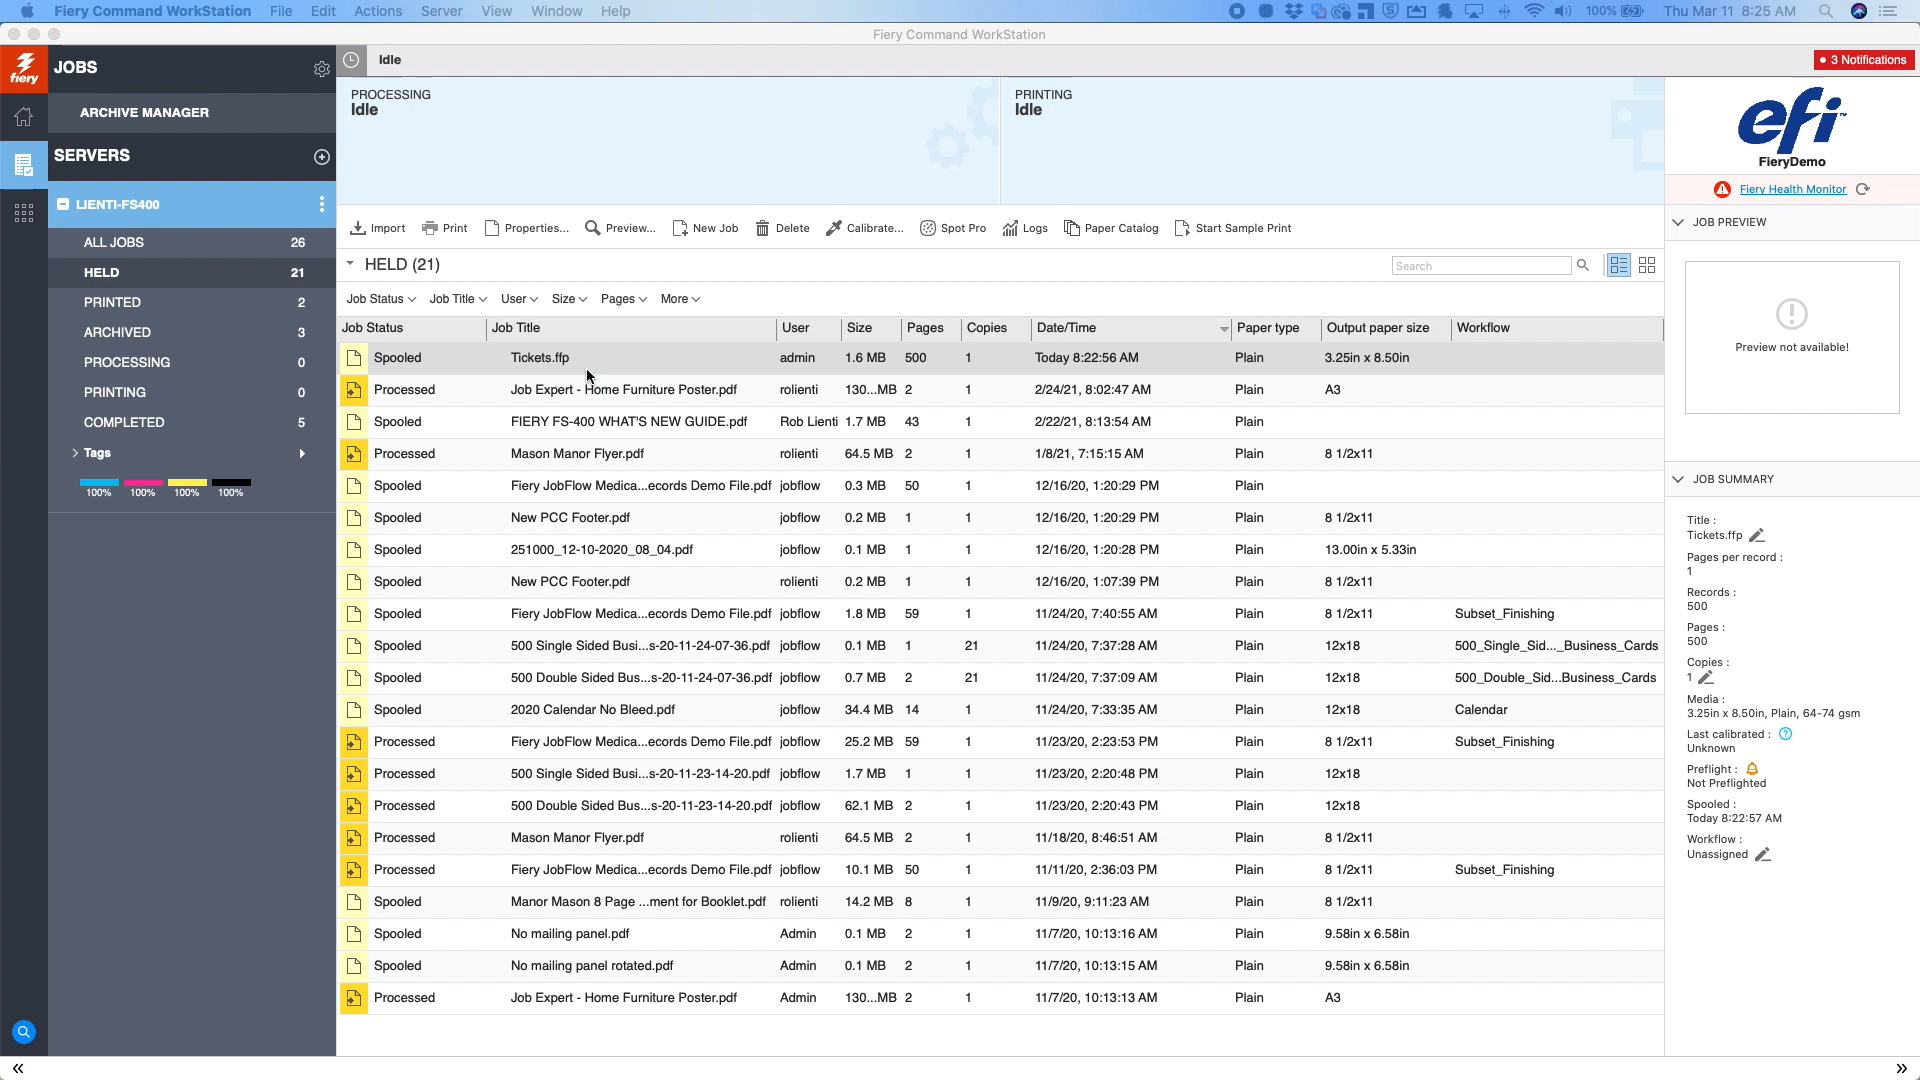 Fiery Command WorkStation File Edit Actions Server View Window Help 100% Thu Mar 11 8:25 AM
Fiery Command WorkStation
fiery JOBS Idle 3 Notifications
ARCHIVE MANAGER
SERVERS
LIENTI-FS400
ALL JOBS 26
HELD 21
PRINTED 2
ARCHIVED 3
PROCESSING 0
PRINTING 0
COMPLETED 5
Tags
100% 100% 100% 100%
PROCESSING
Idle
PRINTING
Idle
Import Print Properties... Preview... New Job Delete Calibrate... Spot Pro Logs Paper Catalog Start Sample Print
HELD (21) Search
Job Status Job Title User Size Pages More
Job Status Job Title User Size Pages Copies Date/Time Paper type Output paper size Workflow
Spooled Tickets.ffp admin 1.6 MB 500 1 Today 8:22:56 AM Plain 3.25in x 8.50in
Processed Job Expert - Home Furniture Poster.pdf rolienti 130...MB 2 1 2/24/21, 8:02:47 AM Plain A3
Spooled FIERY FS-400 WHAT'S NEW GUIDE.pdf Rob Lienti 1.7 MB 43 1 2/22/21, 8:13:54 AM Plain
Processed Mason Manor Flyer.pdf rolienti 64.5 MB 2 1 1/8/21, 7:15:15 AM Plain 8 1/2x11
Spooled Fiery JobFlow Medica...ecords Demo File.pdf jobflow 0.3 MB 50 1 12/16/20, 1:20:29 PM Plain
Spooled New PCC Footer.pdf jobflow 0.2 MB 1 1 12/16/20, 1:20:29 PM Plain 8 1/2x11
Spooled 251000_12-10-2020_08_04.pdf jobflow 0.1 MB 1 1 12/16/20, 1:20:28 PM Plain 13.00in x 5.33in
Spooled New PCC Footer.pdf rolienti 0.2 MB 1 1 12/16/20, 1:07:39 PM Plain 8 1/2x11
Spooled Fiery JobFlow Medica...ecords Demo File.pdf jobflow 1.8 MB 59 1 11/24/20, 7:40:55 AM Plain 8 1/2x11 Subset_Finishing
Spooled 500 Single Sided Busi...s-20-11-24-07-36.pdf jobflow 0.1 MB 1 21 11/24/20, 7:37:28 AM Plain 12x18 500_Single_Sid..._Business_Cards
Spooled 500 Double Sided Bus...s-20-11-24-07-36.pdf jobflow 0.7 MB 2 21 11/24/20, 7:37:09 AM Plain 12x18 500_Double_Sid...Business_Cards
Spooled 2020 Calendar No Bleed.pdf jobflow 34.4 MB 14 1 11/24/20, 7:33:35 AM Plain 12x18 Calendar
Processed Fiery JobFlow Medica...ecords Demo File.pdf jobflow 25.2 MB 59 1 11/23/20, 2:23:53 PM Plain 8 1/2x11 Subset_Finishing
Processed 500 Single Sided Busi...s-20-11-23-14-20.pdf jobflow 1.7 MB 1 1 11/23/20, 2:20:48 PM Plain 12x18
Processed 500 Double Sided Bus...s-20-11-23-14-20.pdf jobflow 62.1 MB 2 1 11/23/20, 2:20:43 PM Plain 12x18
Processed Mason Manor Flyer.pdf rolienti 64.5 MB 2 1 11/18/20, 8:46:51 AM Plain 8 1/2x11
Processed Fiery JobFlow Medica...ecords Demo File.pdf jobflow 10.1 MB 50 1 11/11/20, 2:36:03 PM Plain 8 1/2x11 Subset_Finishing
Spooled Manor Mason 8 Page ...ment for Booklet.pdf rolienti 14.2 MB 8 1 11/9/20, 9:11:23 AM Plain 8 1/2x11
Spooled No mailing panel.pdf Admin 0.1 MB 2 1 11/7/20, 10:13:16 AM Plain 9.58in x 6.58in
Spooled No mailing panel rotated.pdf Admin 0.1 MB 2 1 11/7/20, 10:13:15 AM Plain 9.58in x 6.58in
Processed Job Expert - Home Furniture Poster.pdf Admin 130...MB 2 1 11/7/20, 10:13:13 AM Plain A3
efi
FieryDemo
Fiery Health Monitor
JOB PREVIEW
Preview not available!
JOB SUMMARY
Title :
Tickets.ffp
Pages per record :
1
Records :
500
Pages :
500
Copies :
1
Media :
3.25in x 8.50in, Plain, 64-74 gsm
Last calibrated :
Unknown
Preflight :
Not Preflighted
Spooled :
Today 8:22:57 AM
Workflow :
Unassigned